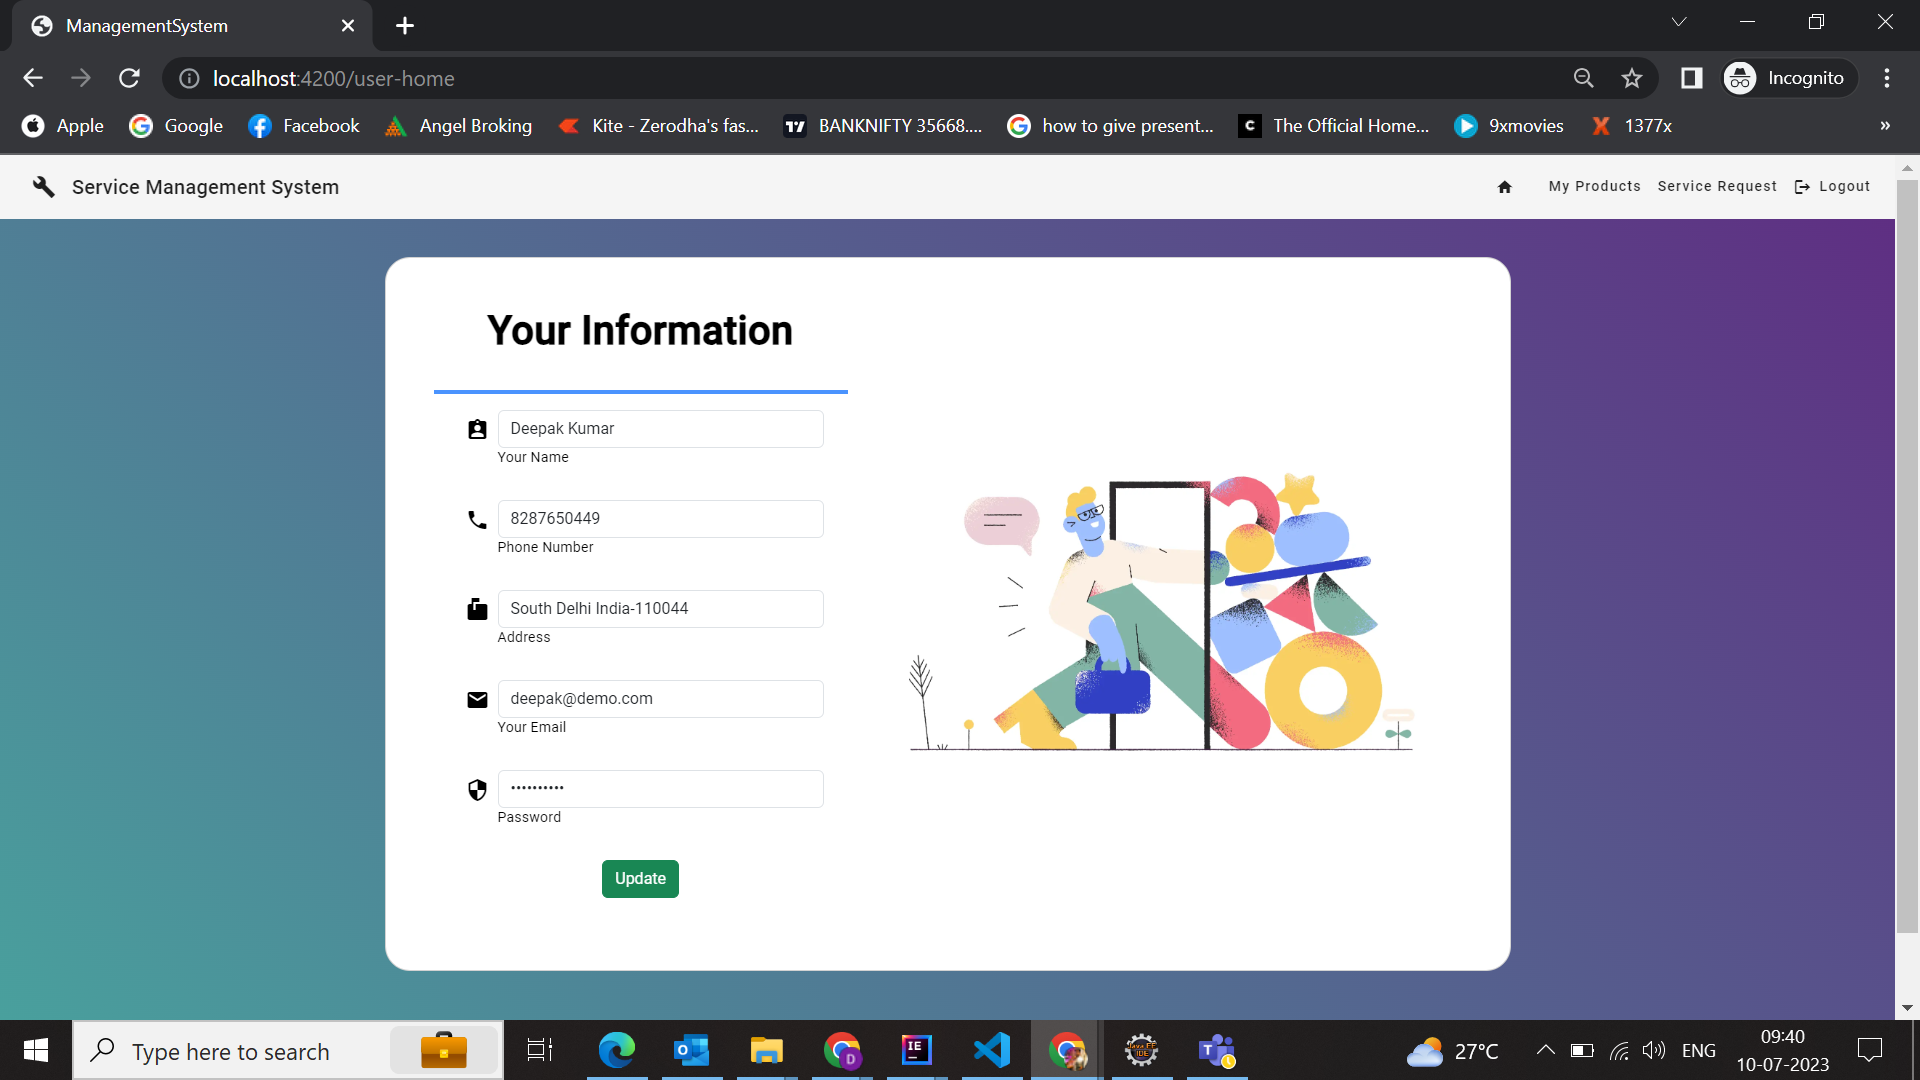 ManagementSystem
localhost:4200/user-home
Incognito
Apple Google Facebook Angel Broking Kite - Zerodha's fas... BANKNIFTY 35668.... how to give present... The Official Home... 9xmovies 1377x »
Service Management System
My Products Service Request Logout
Your Information
Deepak Kumar
Your Name
8287650449
Phone Number
South Delhi India-110044
Address
deepak@demo.com
Your Email
••••••••••
Password
Update
Type here to search
27°C
ENG
09:40
10-07-2023